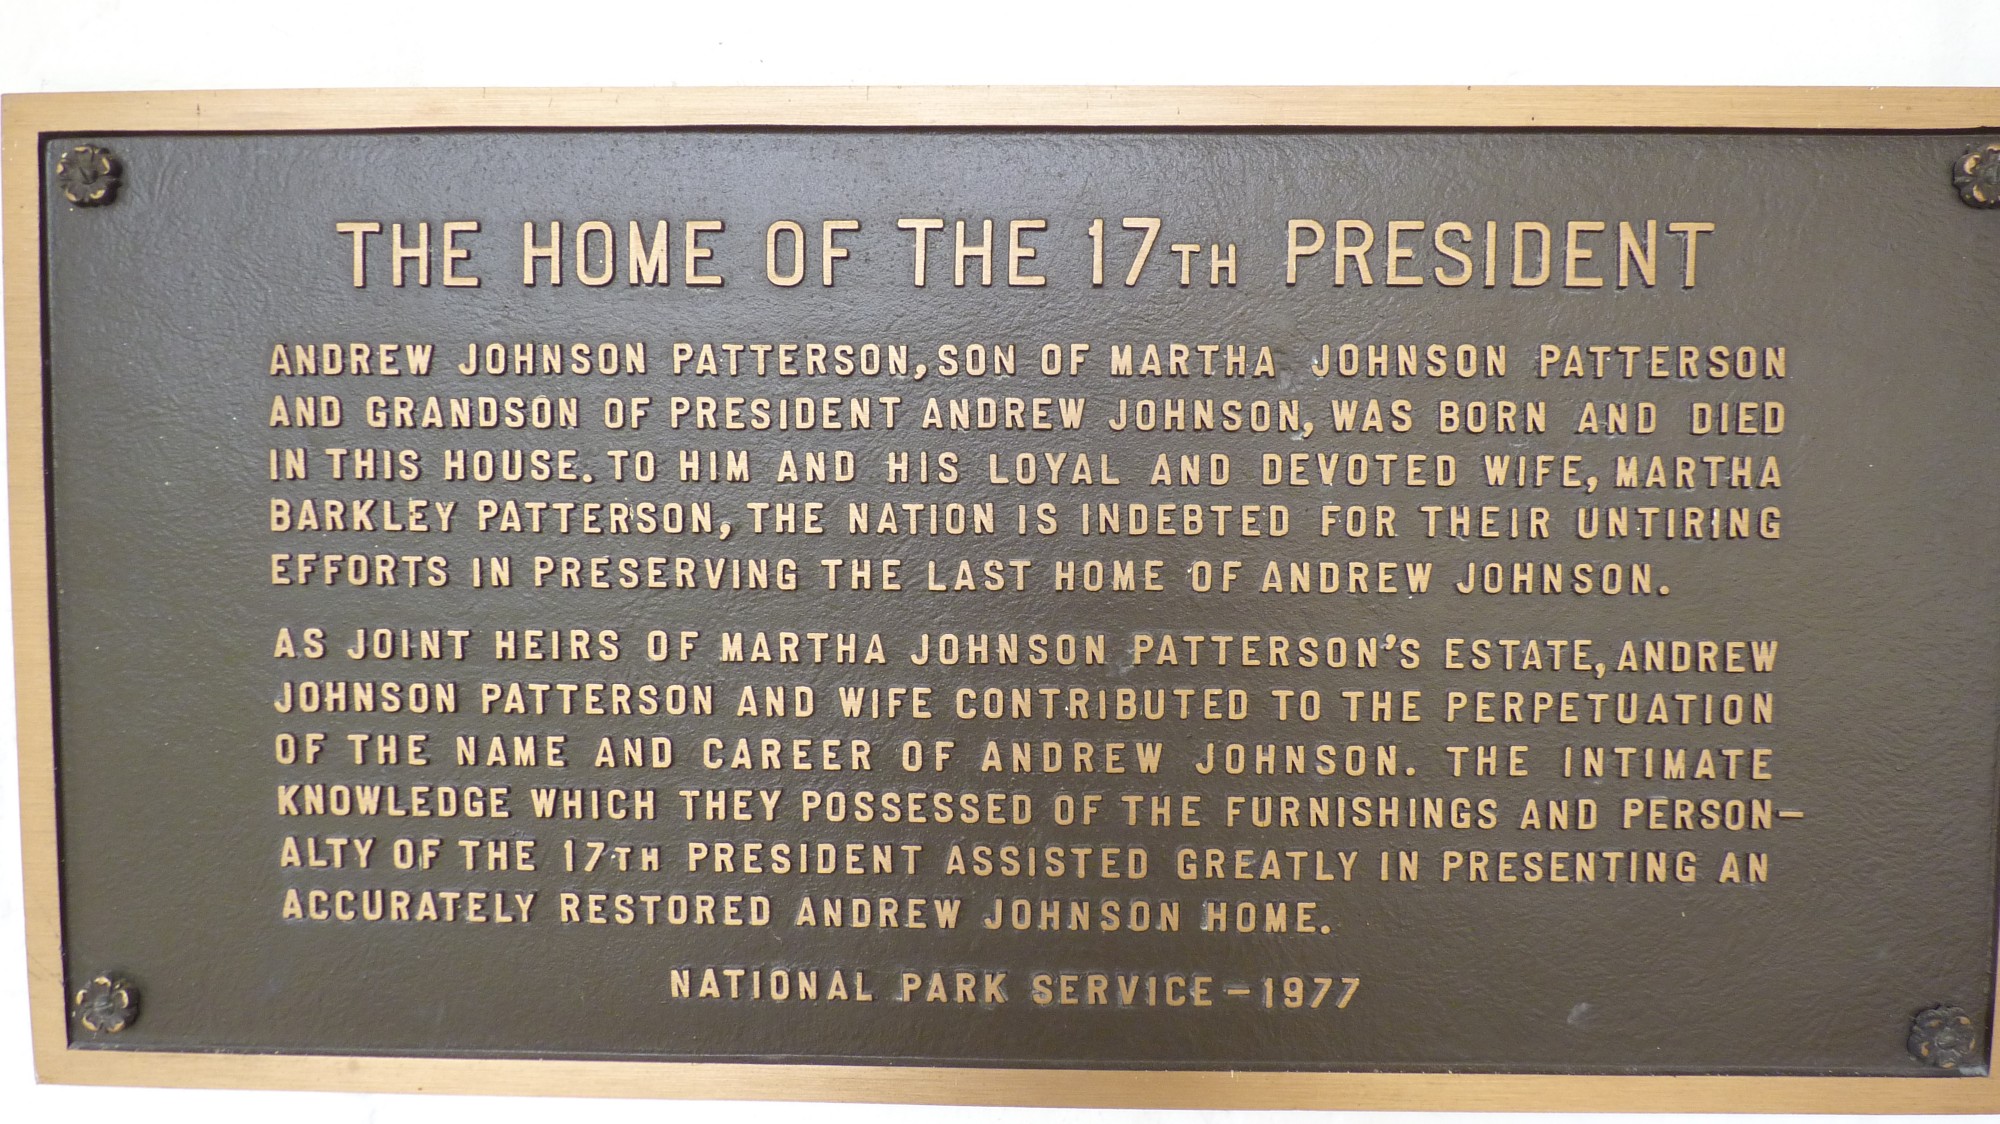 THE HOME OF THE 17TH PRESIDENT
ANDREW JOHNSON PATTERSON, SON OF MARTHA JOHNSON PATTERSON
AND GRANDSON OF PRESIDENT ANDREW JOHNSON, WAS BORN AND DIED
IN THIS HOUSE. TO HIM AND HIS LOYAL AND DEVOTED WIFE, MARTHA
BARKLEY PATTERSON, THE NATION IS INDEBTED FOR THEIR UNTIRING
EFFORTS IN PRESERVING THE LAST HOME OF ANDREW JOHNSON.
AS JOINT HEIRS OF MARTHA JOHNSON PATTERSON'S ESTATE, ANDREW
JOHNSON PATTERSON AND WIFE CONTRIBUTED TO THE PERPETUATION
OF THE NAME AND CAREER OF ANDREW JOHNSON. THE INTIMATE
KNOWLEDGE WHICH THEY POSSESSED OF THE FURNISHINGS AND PERSON-
ALTY OF THE 17TH PRESIDENT ASSISTED GREATLY IN PRESENTING AN
ACCURATELY RESTORED ANDREW JOHNSON HOME.
NATIONAL PARK SERVICE - 1977